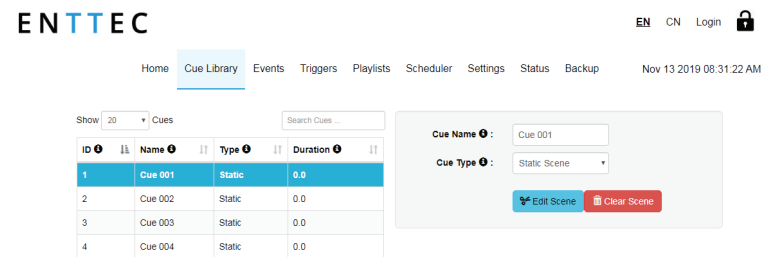 ENTTEC
EN CN Login
Home Cue Library Events Triggers Playlists Scheduler Settings Status Backup Nov 13 2019 08:31:22 AM
Show 20 Cues Search Cues ...
ID Name Type Duration
1 Cue 001 Static 0.0
2 Cue 002 Static 0.0
3 Cue 003 Static 0.0
4 Cue 004 Static 0.0
Cue Name : Cue 001
Cue Type : Static Scene
Edit Scene Clear Scene